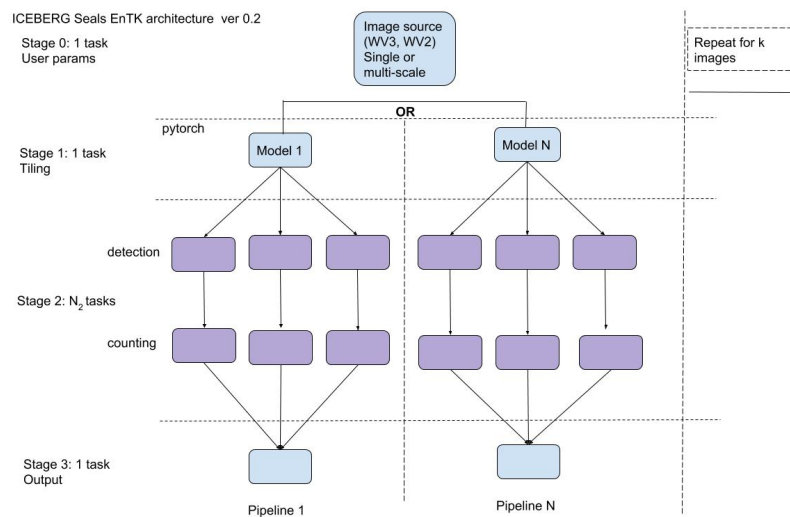 ICEBERG Seals EnTK architecture ver 0.2
Stage 0: 1 task
User params
Image source
(WV3, WV2)
Single or
multi-scale
Repeat for k
images
OR
pytorch
Stage 1: 1 task
Tiling
Model 1
Model N
detection
Stage 2: N₂ tasks
counting
Stage 3: 1 task
Output
Pipeline 1
Pipeline N